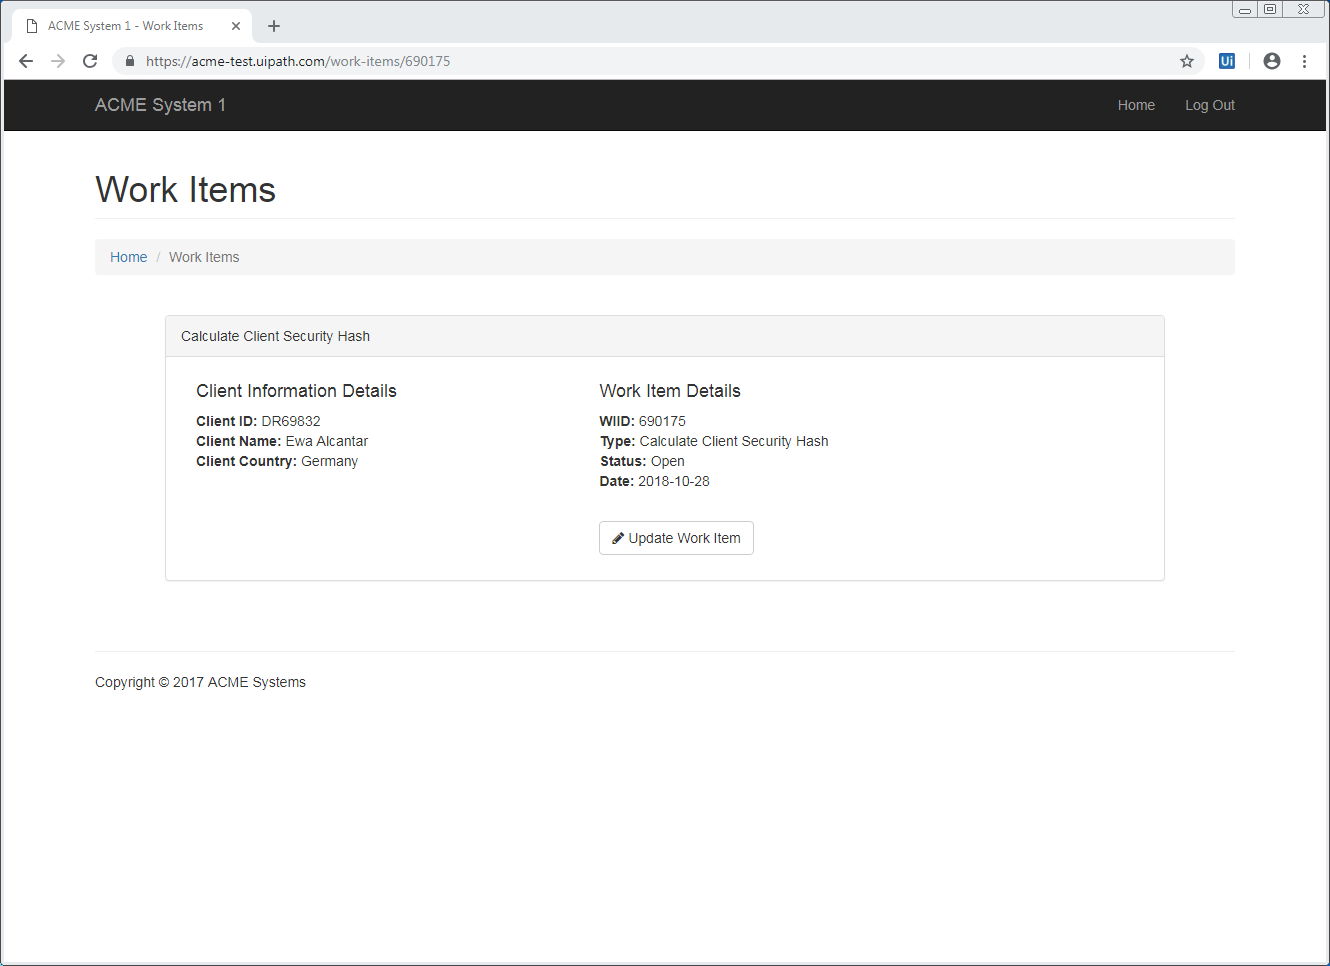 ACME System 1 - Work Items
https://acme-test.uipath.com/work-items/690175
Ui
ACME System 1
Home
Log Out
Work Items
Home / Work Items
Calculate Client Security Hash
Client Information Details
Client ID: DR69832
Client Name: Ewa Alcantar
Client Country: Germany
Work Item Details
WIID: 690175
Type: Calculate Client Security Hash
Status: Open
Date: 2018-10-28
Update Work Item
Copyright © 2017 ACME Systems